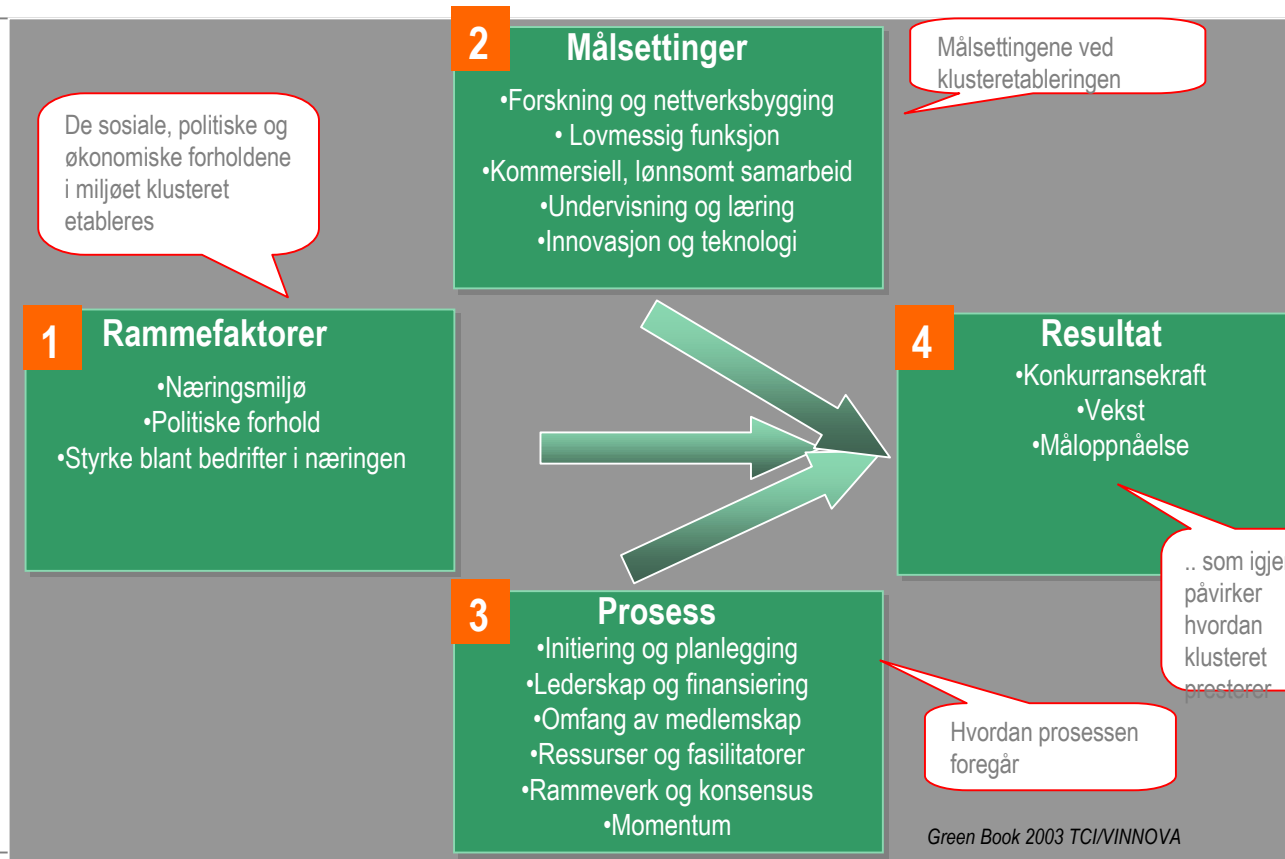 2
Målsettinger
•Forskning og nettverksbygging
• Lovmessig funksjon
•Kommersiell, lønnsomt samarbeid
•Undervisning og læring
•Innovasjon og teknologi
Målsettingene ved
klusteretableringen
De sosiale, politiske og
økonomiske forholdene
i miljøet klusteret
etableres
1
Rammefaktorer
•Næringsmiljø
•Politiske forhold
•Styrke blant bedrifter i næringen
4
Resultat
•Konkurransekraft
•Vekst
•Måloppnåelse
.. som igje
påvirker
hvordan
klusteret
presterer
3
Prosess
•Initiering og planlegging
•Lederskap og finansiering
•Omfang av medlemskap
•Ressurser og fasilitatorer
•Rammeverk og konsensus
•Momentum
Hvordan prosessen
foregår
Green Book 2003 TCI/VINNOVA